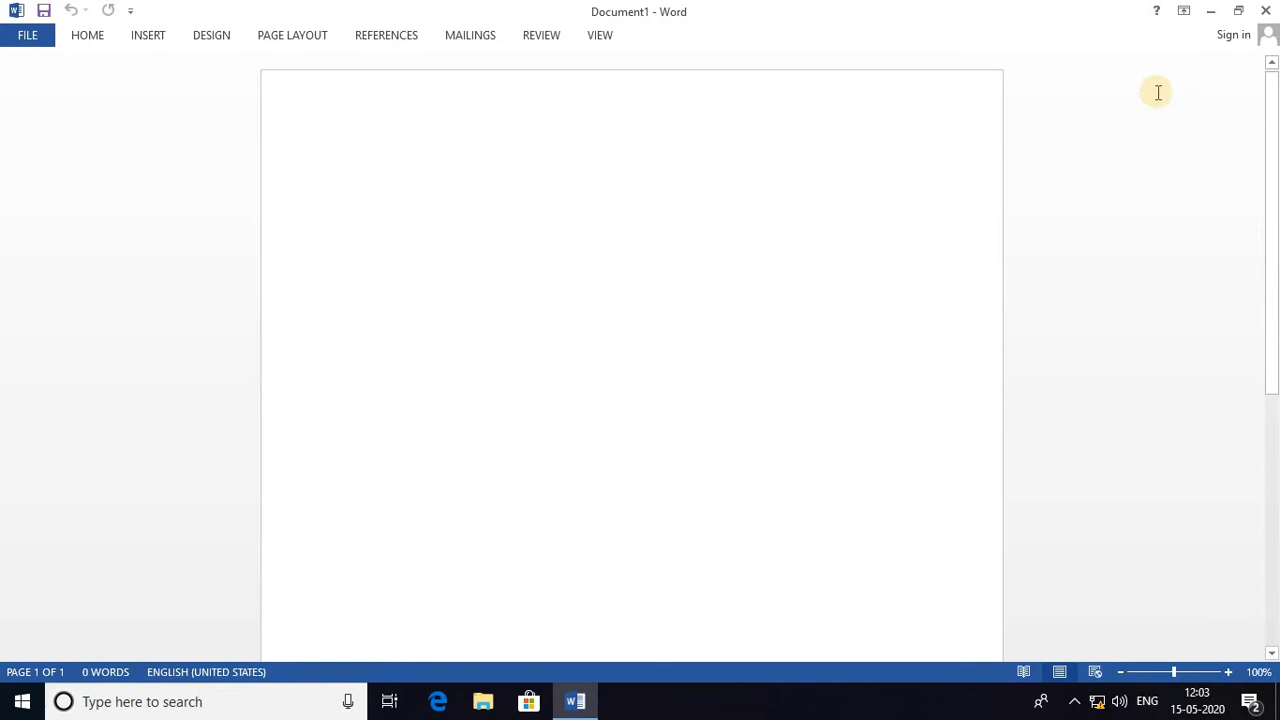 Document1 - Word
?
FILE HOME INSERT DESIGN PAGE LAYOUT REFERENCES MAILINGS REVIEW VIEW Sign in
PAGE 1 OF 1 0 WORDS ENGLISH (UNITED STATES) 100%
Type here to search
ENG
12:03
15-05-2020
2